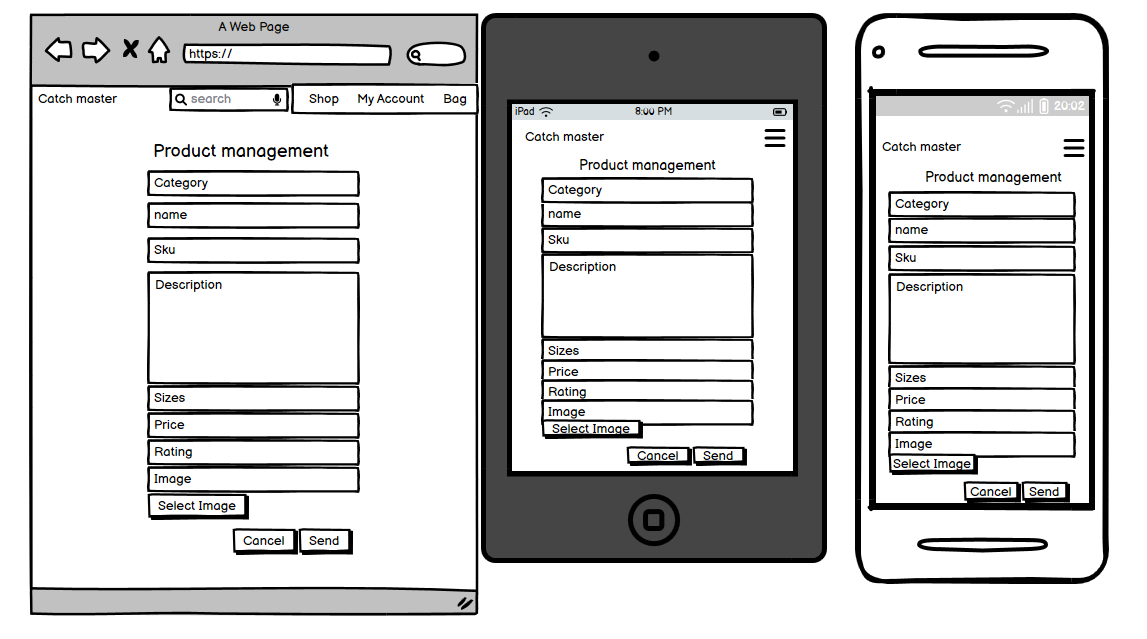 A Web Page
https://
Catch master
search
Shop My Account Bag
Product management
Category
name
Sku
Description
Sizes
Price
Rating
Image
Select Image
Cancel Send
iPad 8:00 PM
Catch master
Product management
Category
name
Sku
Description
Sizes
Price
Rating
Image
Select Image
Cancel Send
20:02
Catch master
Product management
Category
name
Sku
Description
Sizes
Price
Rating
Image
Select Image
Cancel Send